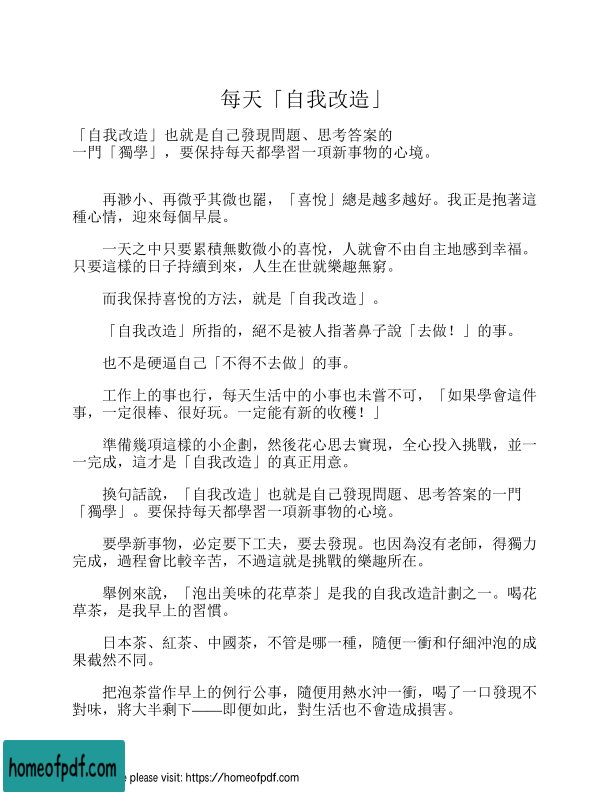 每天「自我改造」
「自我改造」也就是自己發現問題、思考答案的
一門「獨學」，要保持每天都學習一項新事物的心境。
再渺小、再微乎其微也罷，「喜悅」總是越多越好。我正是抱著這
種心情，迎來每個早晨。
一天之中只要累積無數微小的喜悅，人就會不由自主地感到幸福。
只要這樣的日子持續到來，人生在世就樂趣無窮。
而我保持喜悅的方法，就是「自我改造」。
「自我改造」所指的，絕不是被人指著鼻子說「去做！」的事。
也不是硬逼自己「不得不去做」的事。
工作上的事也行，每天生活中的小事也未嘗不可，「如果學會這件
事，一定很棒、很好玩。一定能有新的收穫！」
準備幾項這樣的小企劃，然後花心思去實現，全心投入挑戰，並一
一完成，這才是「自我改造」的真正用意。
換句話說，「自我改造」也就是自己發現問題、思考答案的一門
「獨學」。要保持每天都學習一項新事物的心境。
要學新事物，必定要下工夫，要去發現。也因為沒有老師，得獨力
完成，過程會比較辛苦，不過這就是挑戰的樂趣所在。
舉例來說，「泡出美味的花草茶」是我的自我改造計劃之一。喝花
草茶，是我早上的習慣。
日本茶、紅茶、中國茶，不管是哪一種，隨便一衝和仔細沖泡的成
果截然不同。
把泡茶當作早上的例行公事，隨便用熱水沖一衝，喝了一口發現不
對味，將大半剩下——即便如此，對生活也不會造成損害。
homeofpdf.com
please visit: https://homeofpdf.com